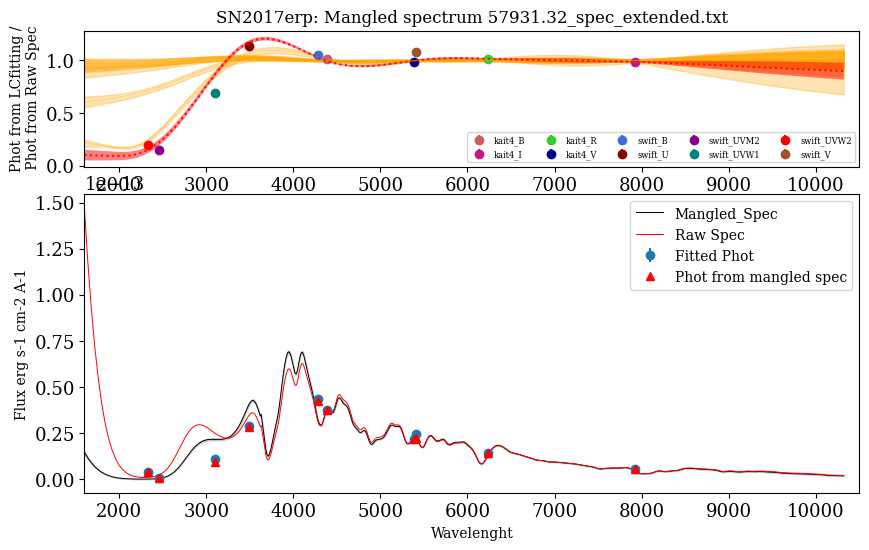 SN2017erp: Mangled spectrum 57931.32_spec_extended.txt
Phot from LCfitting /
Phot from Raw Spec
1.0
0.5
0.0
kait4_B kait4_R swift_B swift_UVM2 swift_UVW2
kait4_I kait4_V swift_U swift_UVW1 swift_V
2000 3000 4000 5000 6000 7000 8000 9000 10000
1e−13
Flux erg s-1 cm-2 A-1
1.50
1.25
1.00
0.75
0.50
0.25
0.00
Mangled_Spec
Raw Spec
Fitted Phot
Phot from mangled spec
2000 3000 4000 5000 6000 7000 8000 9000 10000
Wavelenght